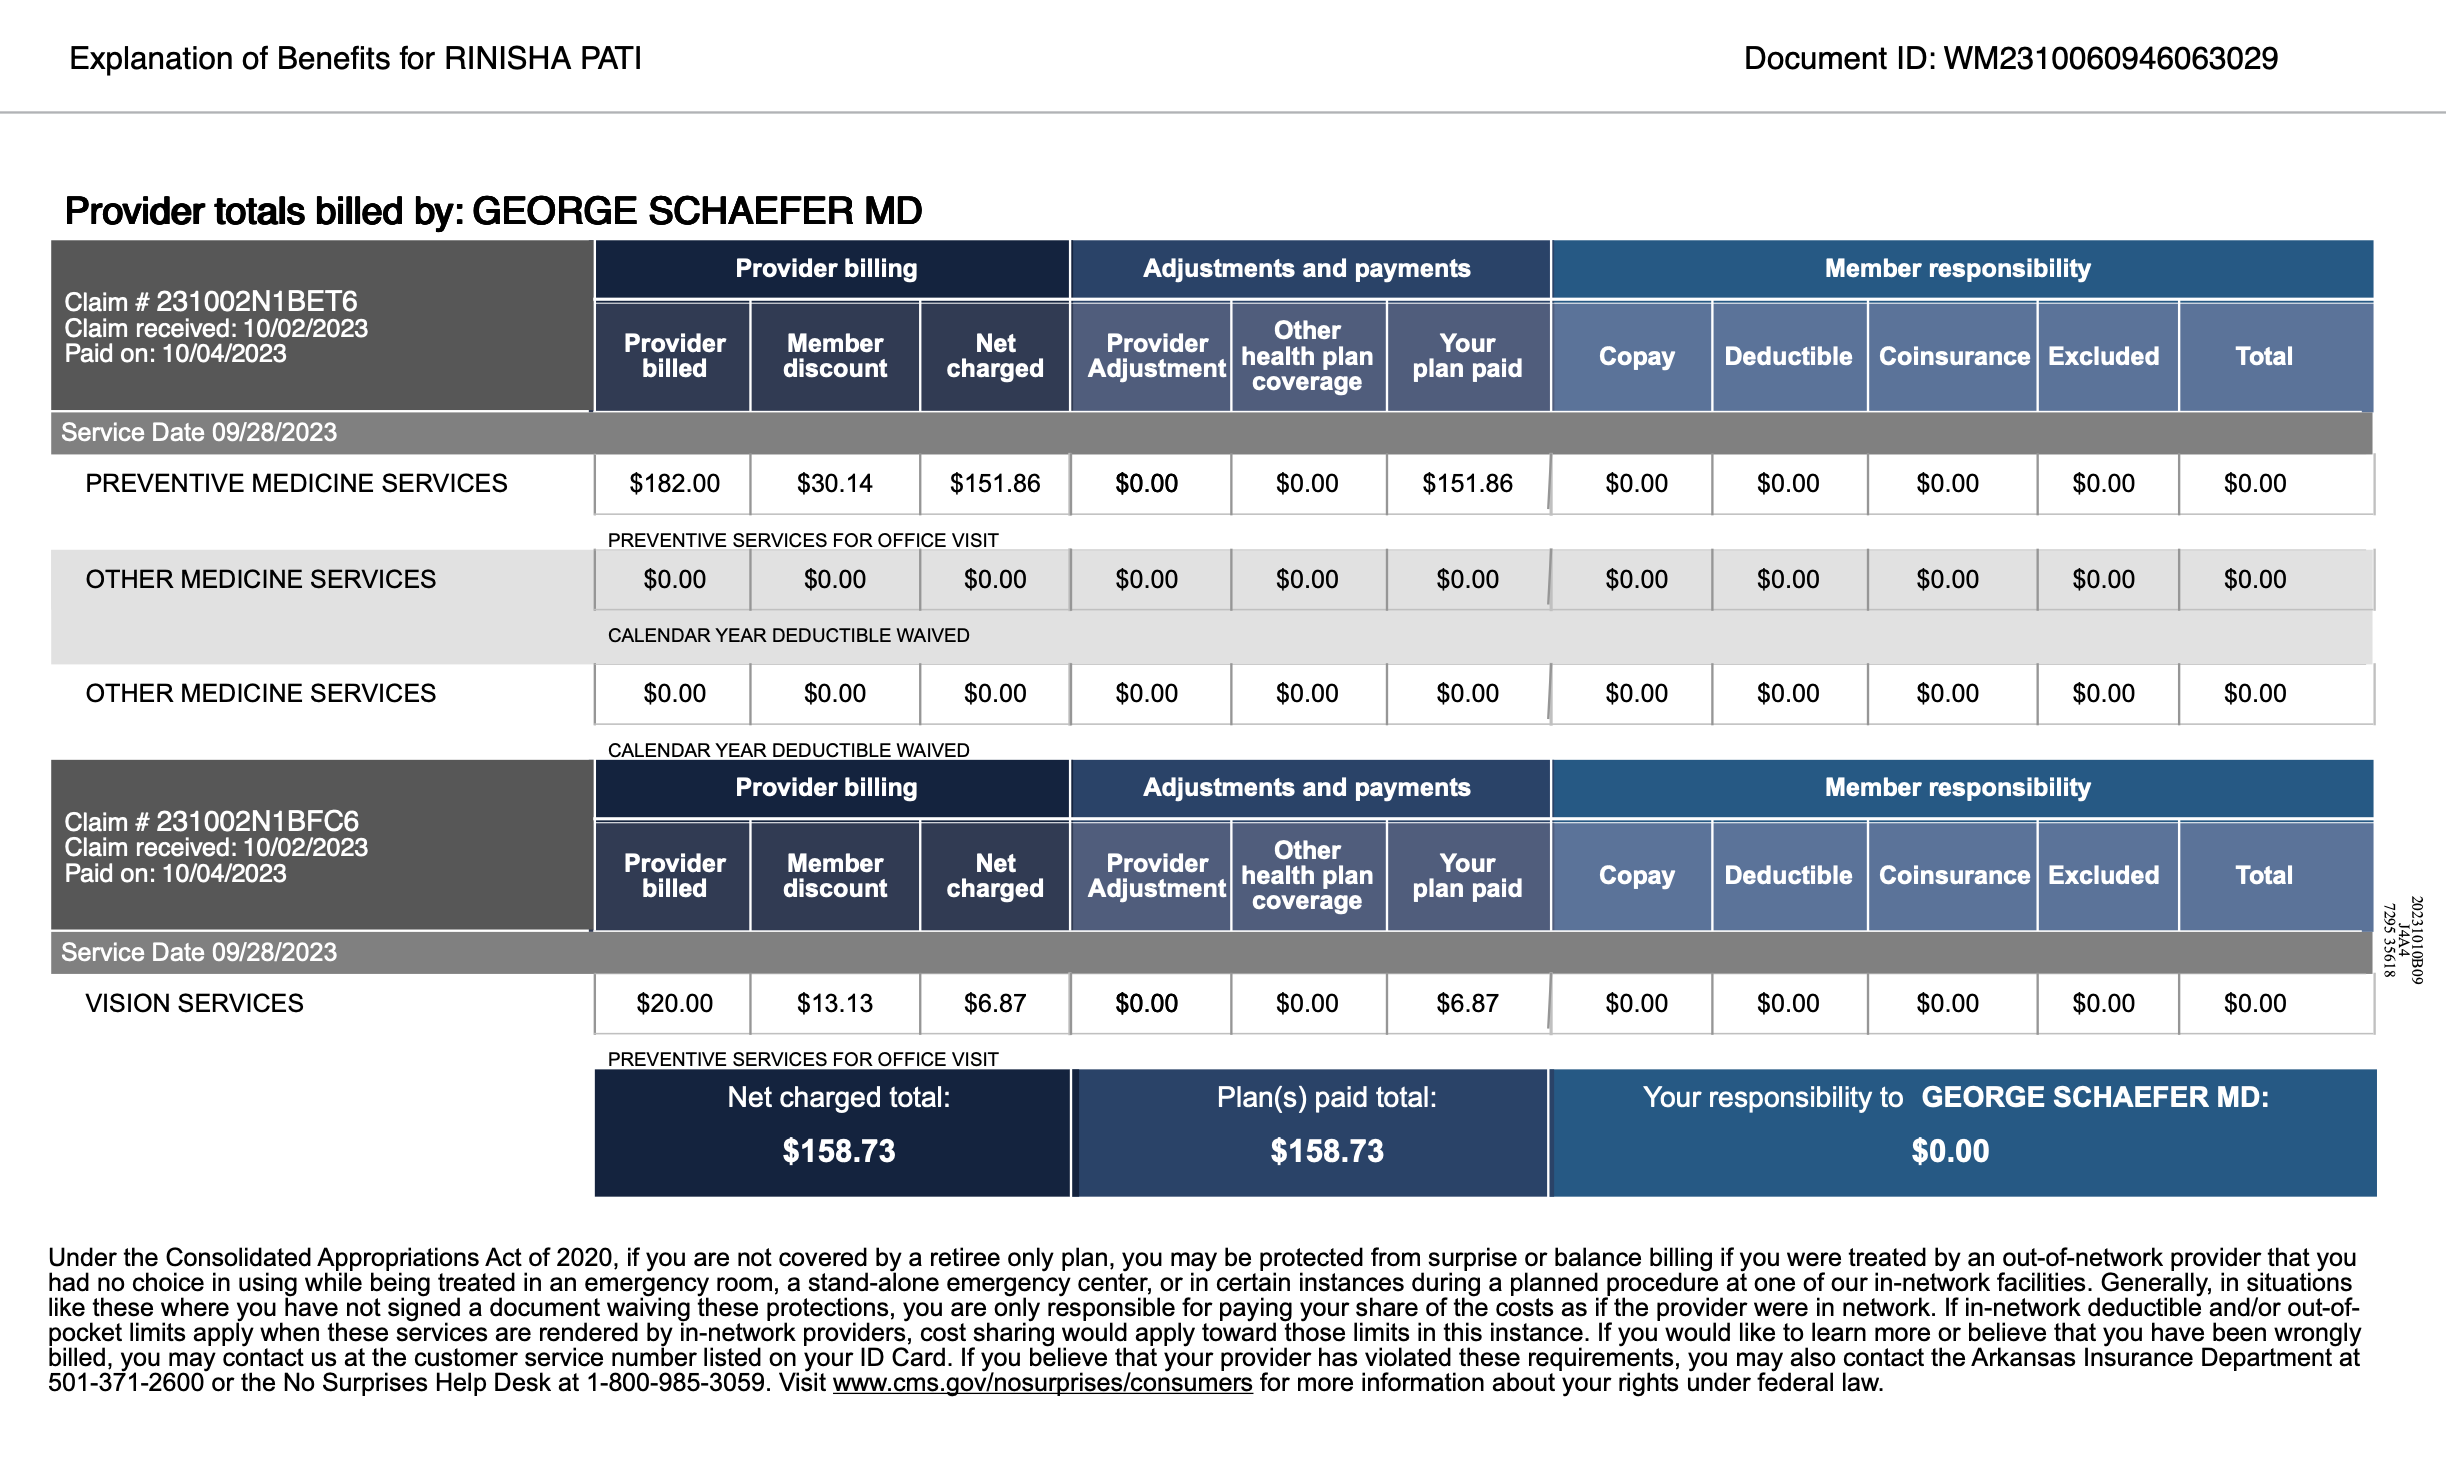 Explanation of Benefits for RINISHA PATI
Document ID: WM2310060946063029
Provider totals billed by: GEORGE SCHAEFER MD
Claim # 231002N1BET6
Claim received: 10/02/2023
Paid on: 10/04/2023
Provider billing
Adjustments and payments
Member responsibility
Provider billed
Member discount
Net charged
Provider Adjustment
Other health plan coverage
Your plan paid
Copay
Deductible
Coinsurance
Excluded
Total
Service Date 09/28/2023
PREVENTIVE MEDICINE SERVICES $182.00 $30.14 $151.86 $0.00 $0.00 $151.86 $0.00 $0.00 $0.00 $0.00 $0.00
PREVENTIVE SERVICES FOR OFFICE VISIT
OTHER MEDICINE SERVICES $0.00 $0.00 $0.00 $0.00 $0.00 $0.00 $0.00 $0.00 $0.00 $0.00 $0.00
CALENDAR YEAR DEDUCTIBLE WAIVED
OTHER MEDICINE SERVICES $0.00 $0.00 $0.00 $0.00 $0.00 $0.00 $0.00 $0.00 $0.00 $0.00 $0.00
CALENDAR YEAR DEDUCTIBLE WAIVED
Claim # 231002N1BFC6
Claim received: 10/02/2023
Paid on: 10/04/2023
Provider billing
Adjustments and payments
Member responsibility
Provider billed
Member discount
Net charged
Provider Adjustment
Other health plan coverage
Your plan paid
Copay
Deductible
Coinsurance
Excluded
Total
Service Date 09/28/2023
VISION SERVICES $20.00 $13.13 $6.87 $0.00 $0.00 $6.87 $0.00 $0.00 $0.00 $0.00 $0.00
PREVENTIVE SERVICES FOR OFFICE VISIT
Net charged total:
$158.73
Plan(s) paid total:
$158.73
Your responsibility to GEORGE SCHAEFER MD:
$0.00
20231010B09
J4A4
7295 35618
Under the Consolidated Appropriations Act of 2020, if you are not covered by a retiree only plan, you may be protected from surprise or balance billing if you were treated by an out-of-network provider that you
had no choice in using while being treated in an emergency room, a stand-alone emergency center, or in certain instances during a planned procedure at one of our in-network facilities. Generally, in situations
like these where you have not signed a document waiving these protections, you are only responsible for paying your share of the costs as if the provider were in network. If in-network deductible and/or out-of-
pocket limits apply when these services are rendered by in-network providers, cost sharing would apply toward those limits in this instance. If you would like to learn more or believe that you have been wrongly
billed, you may contact us at the customer service number listed on your ID Card. If you believe that your provider has violated these requirements, you may also contact the Arkansas Insurance Department at
501-371-2600 or the No Surprises Help Desk at 1-800-985-3059. Visit www.cms.gov/nosurprises/consumers for more information about your rights under federal law.